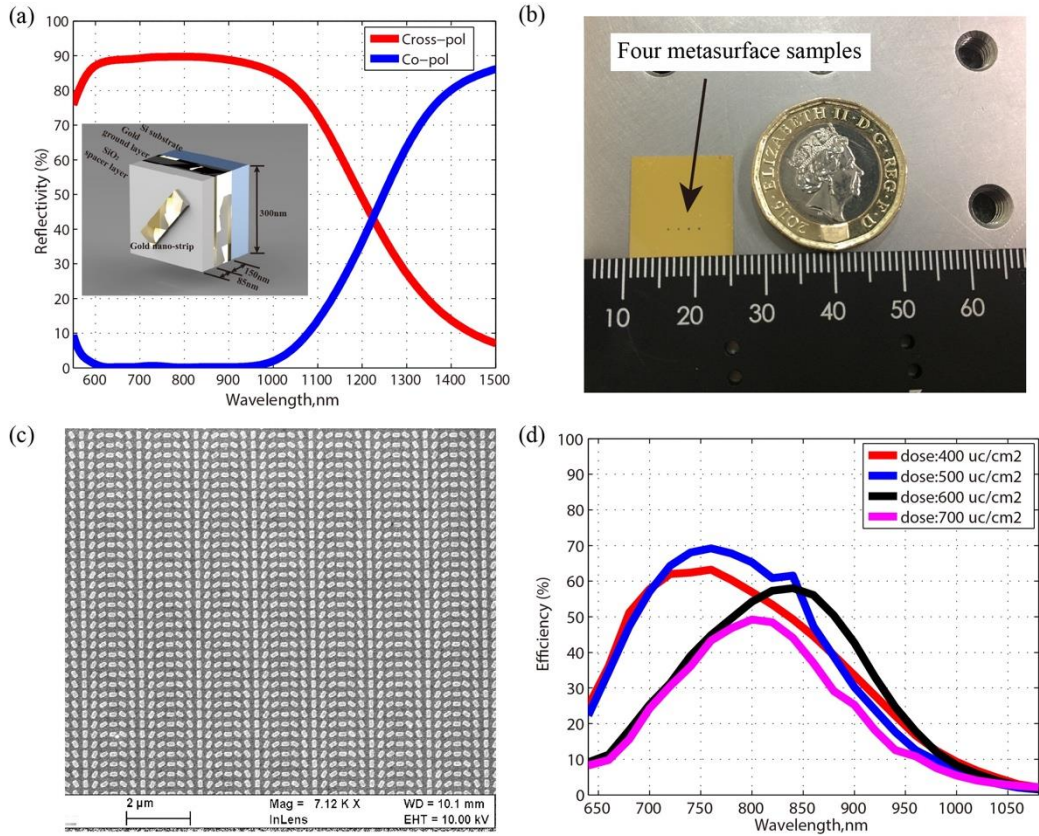 (a)
100
90
80
70
60
50
40
30
20
10
0
Reflectivity (%)
Cross-pol
Co-pol
Si substrate
Gold ground layer
SiO₂ spacer layer
Gold nano-strip
300nm
150nm
85nm
600 700 800 900 1000 1100 1200 1300 1400 1500
Wavelength,nm
(b)
Four metasurface samples
2016·ELIZABETH II·D·G·REG·F·D·
10 20 30 40 50 60
(c)
2 µm
Mag = 7.12 K X
WD = 10.1 mm
InLens
EHT = 10.00 kV
(d)
100
90
80
70
60
50
40
30
20
10
0
Efficiency (%)
dose:400 uc/cm2
dose:500 uc/cm2
dose:600 uc/cm2
dose:700 uc/cm2
650 700 750 800 850 900 950 1000 1050
Wavelength,nm